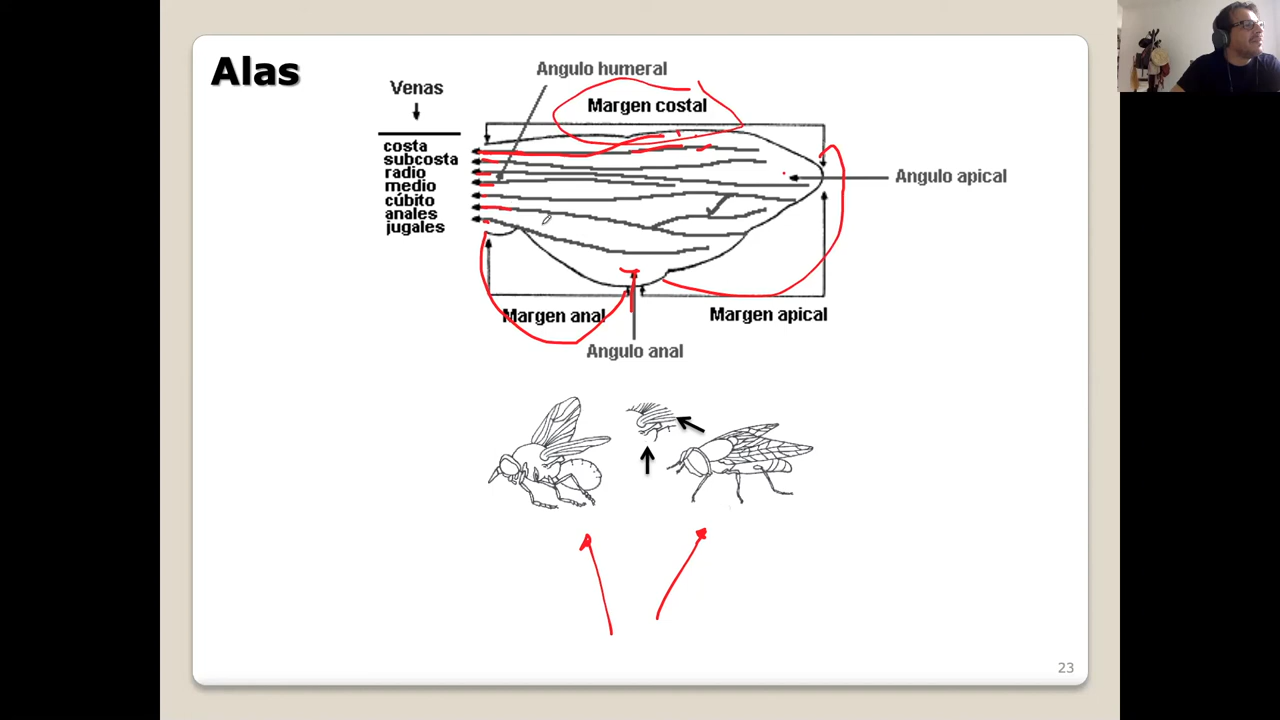 Alas
Angulo humeral
Venas
Margen costal
costa
subcosta
radio
medio
cúbito
anales
jugales
Angulo apical
Margen anal
Margen apical
Angulo anal
23